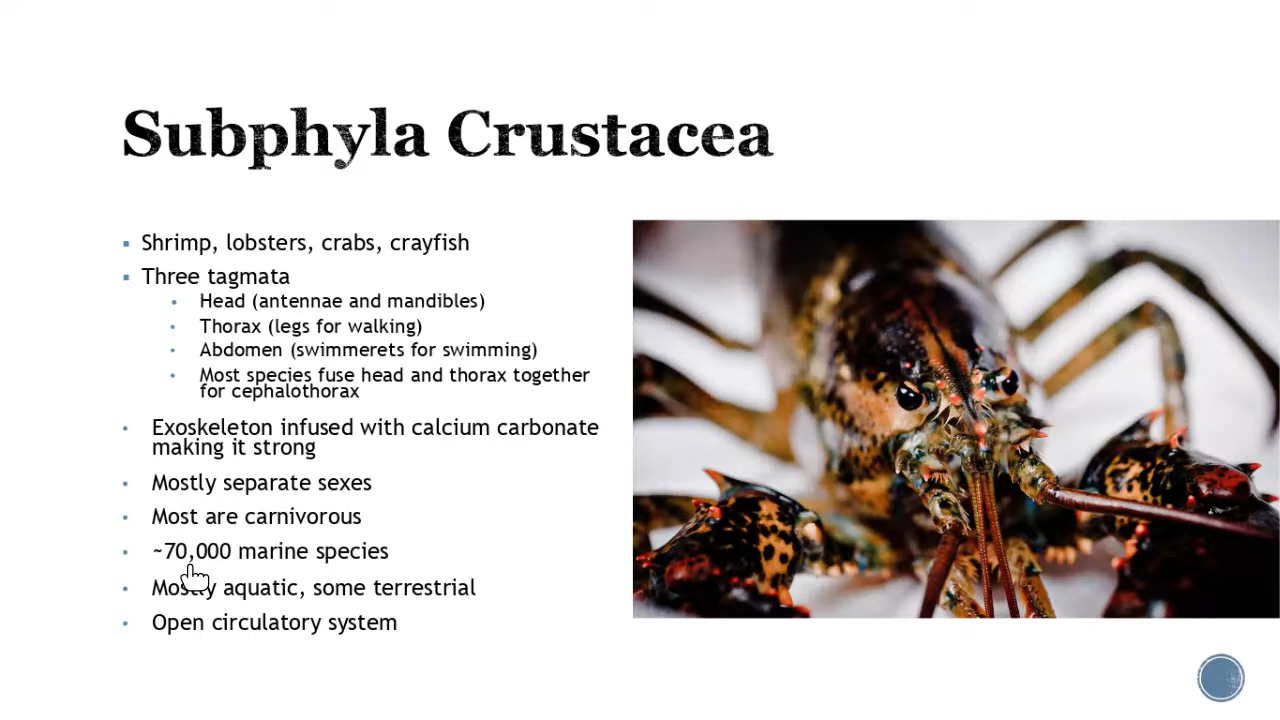 Subphyla Crustacea
Shrimp, lobsters, crabs, crayfish
Three tagmata
Head (antennae and mandibles)
Thorax (legs for walking)
Abdomen (swimmerets for swimming)
Most species fuse head and thorax together
for cephalothorax
Exoskeleton infused with calcium carbonate
making it strong
Mostly separate sexes
Most are carnivorous
~70,000 marine species
Mostly aquatic, some terrestrial
Open circulatory system